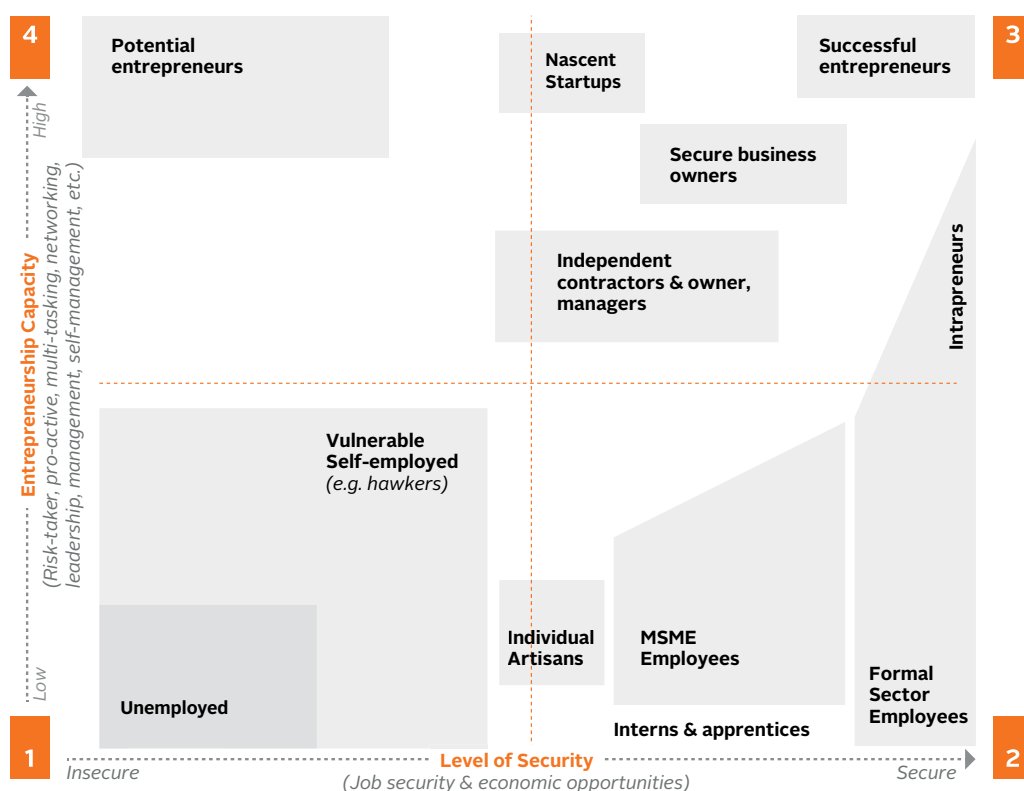 4
3
Potential
entrepreneurs
Nascent
Startups
Successful
entrepreneurs
High
Secure business
owners
Entrepreneurship Capacity
(Risk-taker, pro-active, multi-tasking, networking,
leadership, management, self-management, etc.)
Independent
contractors & owner,
managers
Intrapreneurs
Vulnerable
Self-employed
(e.g. hawkers)
Individual
Artisans
MSME
Employees
Formal
Sector
Employees
Low
Unemployed
Interns & apprentices
1
2
Insecure
Level of Security
(Job security & economic opportunities)
Secure